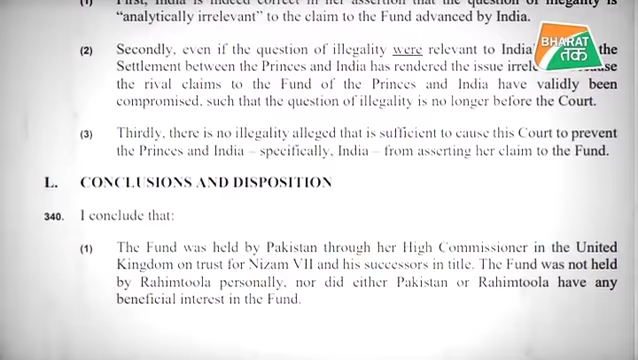 (1) First, India is indeed correct in her assertion that the question of illegality is
“analytically irrelevant” to the claim to the Fund advanced by India.
(2) Secondly, even if the question of illegality were relevant to India the
Settlement between the Princes and India has rendered the issue
the rival claims to the Fund of the Princes and India have validly been
compromised, such that the question of illegality is no longer before the Court.
(3) Thirdly, there is no illegality alleged that is sufficient to cause this Court to prevent
the Princes and India – specifically, India – from asserting her claim to the Fund.
L. CONCLUSIONS AND DISPOSITION
340. I conclude that:
(1) The Fund was held by Pakistan through her High Commissioner in the United
Kingdom on trust for Nizam VII and his successors in title. The Fund was not held
by Rahimtoola personally, nor did either Pakistan or Rahimtoola have any
beneficial interest in the Fund.
BHARAT
तक